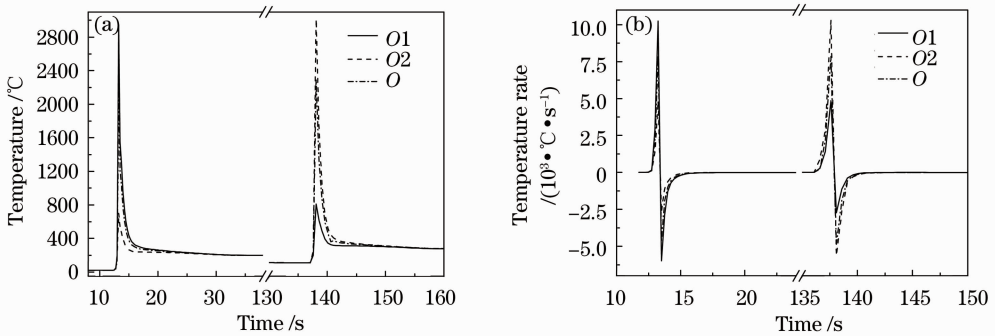 (a)
2800
2400
2000
1600
1200
800
400
0
Temperature /℃
O1
O2
O
10 20 30 130 140 150 160
Time /s
(b)
10.0
7.5
5.0
2.5
0
−2.5
−5.0
Temperature rate
/(10³•℃•s⁻¹)
O1
O2
O
10 15 20 135 140 145 150
Time /s